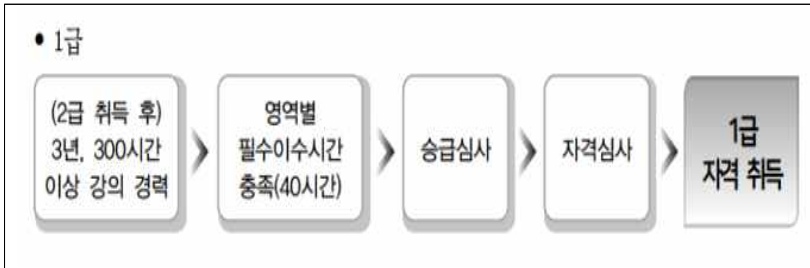 • 1급
(2급 취득 후)
3년, 300시간
이상 강의 경력
영역별
필수이수시간
충족(40시간)
승급심사
자격심사
1급
자격 취득